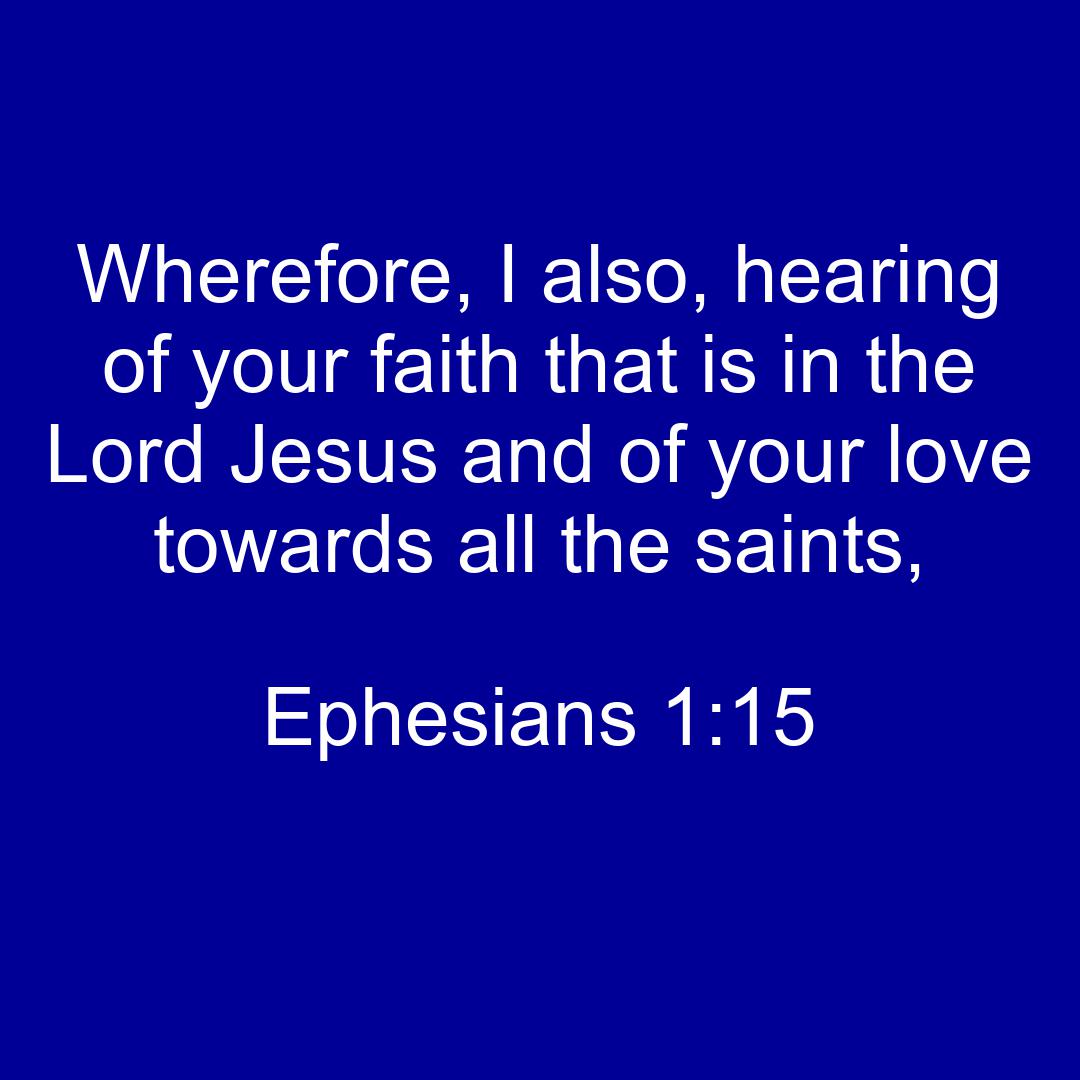 Wherefore, I also, hearing
of your faith that is in the
Lord Jesus and of your love
towards all the saints,
Ephesians 1:15